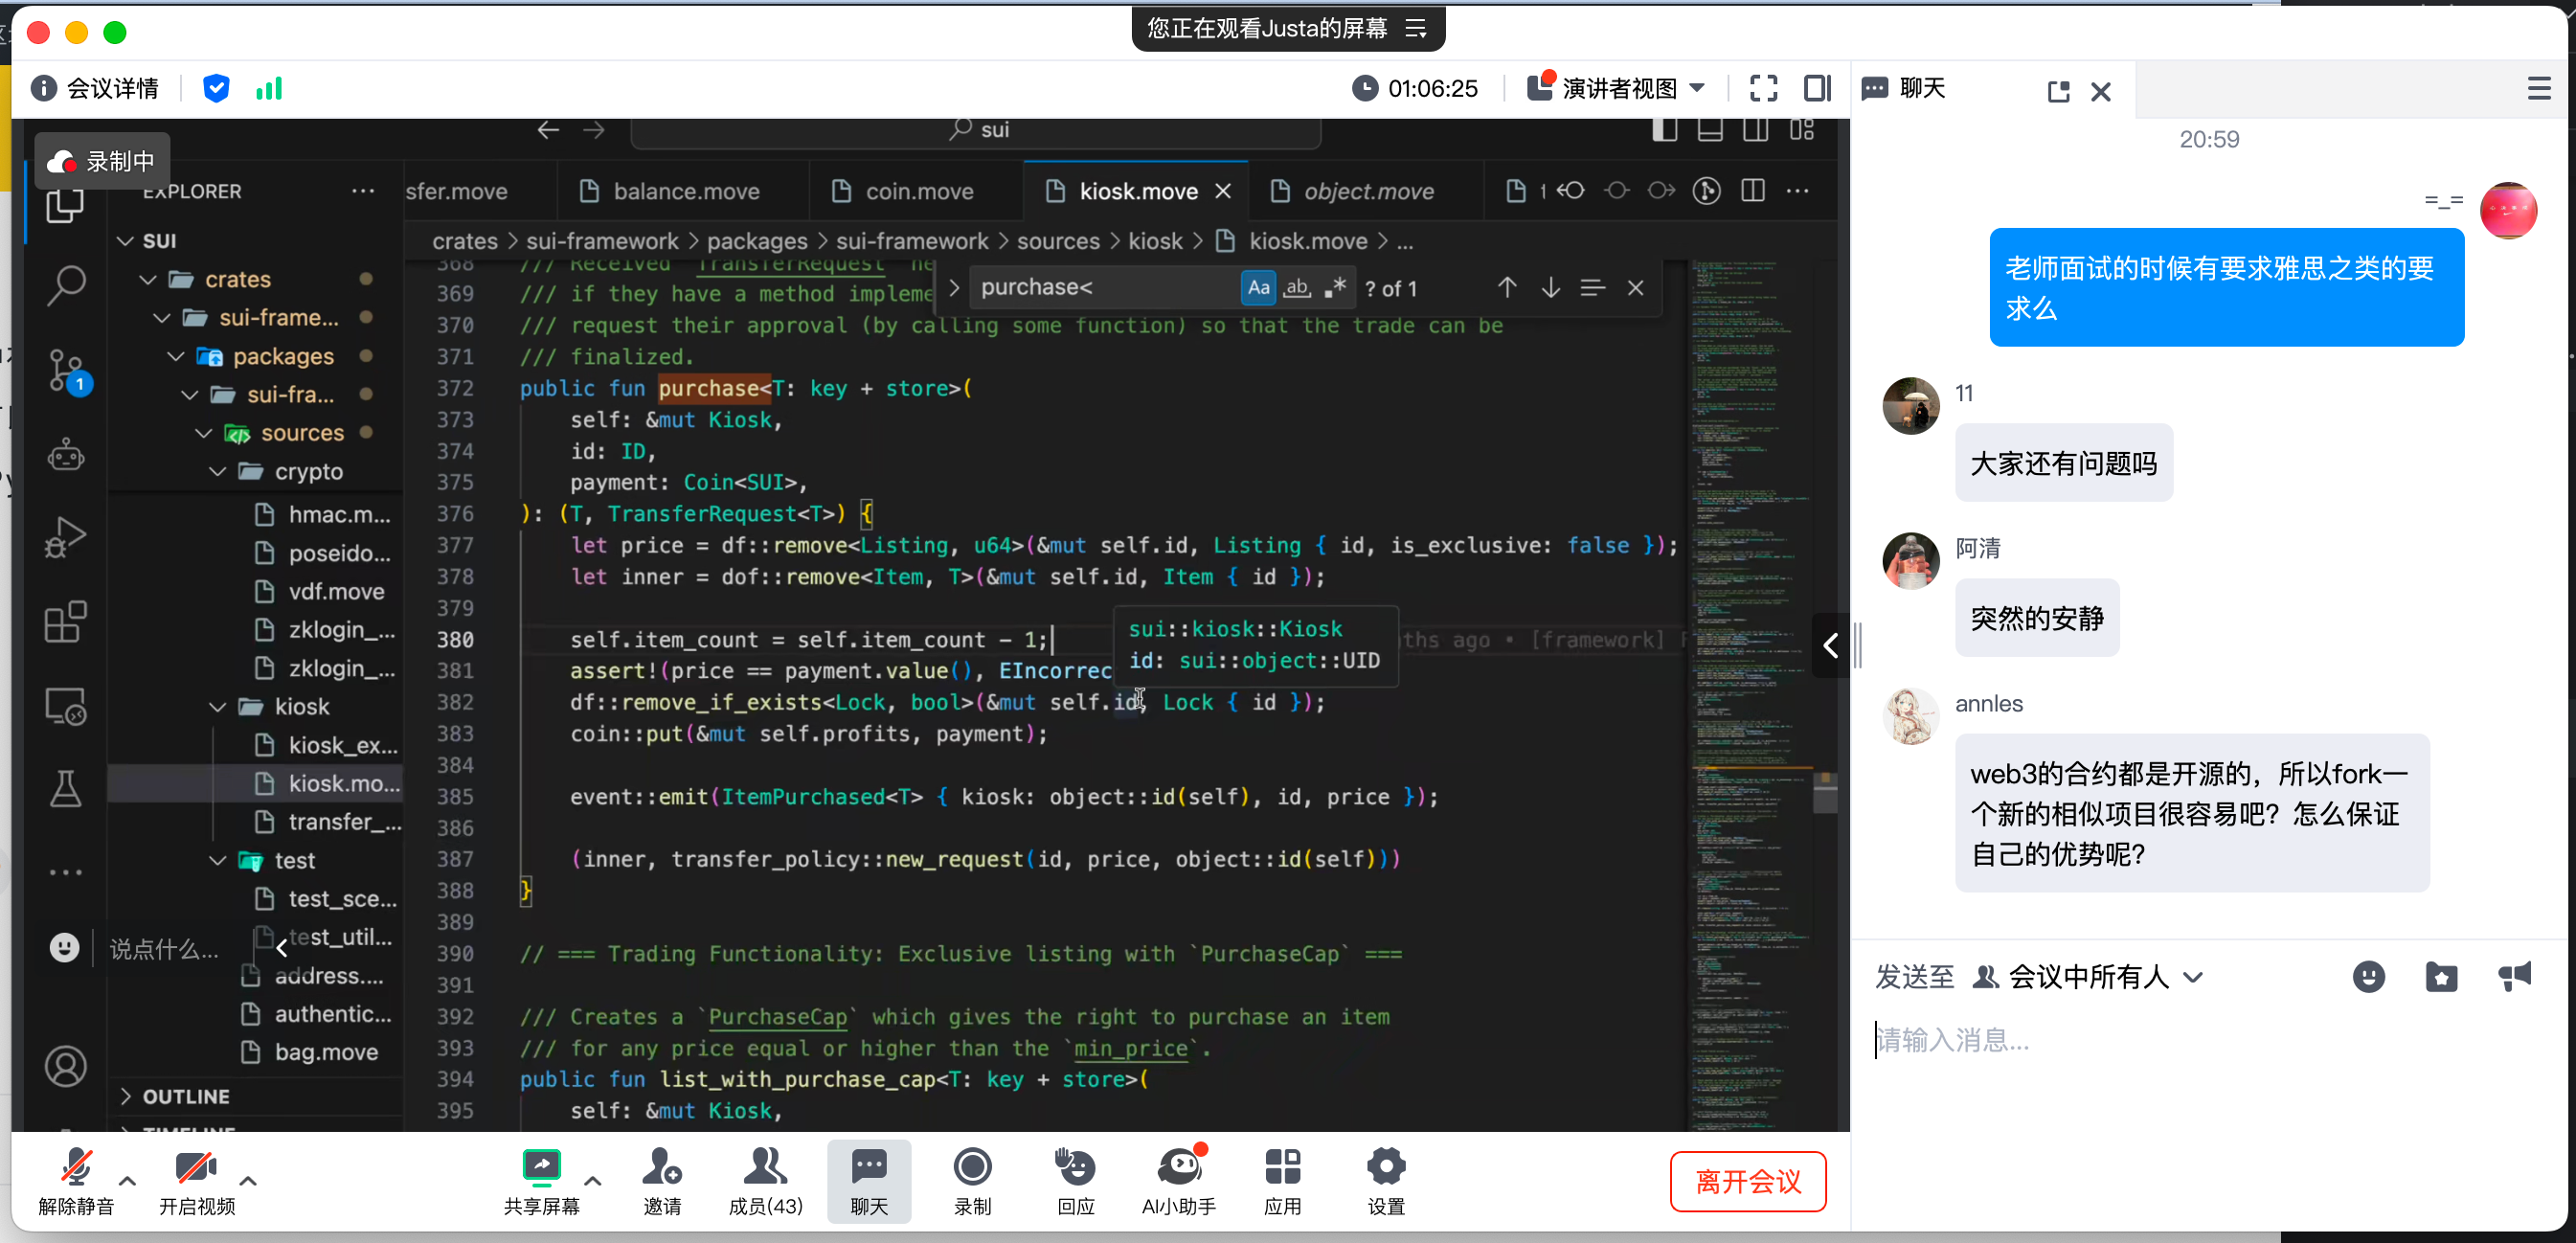 您正在观看Justa的屏幕
会议详情
01:06:25
演讲者视图
聊天
录制中
sui
EXPLORER
sfer.move
balance.move
coin.move
kiosk.move
object.move
crates > sui-framework > packages > sui-framework > sources > kiosk > kiosk.move > ...
SUI
crates
sui-frame...
packages
sui-fra...
sources
crypto
hmac.m...
poseido...
vdf.move
zklogin_...
zklogin_...
kiosk
kiosk_ex...
kiosk.mo...
transfer_...
test
test_sce...
test_util...
address....
authentic...
bag.move
OUTLINE
TIMELINE
1
说点什么...
purchase<
Aa
ab
.*
? of 1
368 /// Received `TransferRequest` ne
369 /// if they have a method impleme
370 /// request their approval (by calling some function) so that the trade can be
371 /// finalized.
372 public fun purchase<T: key + store>(
373 self: &mut Kiosk,
374 id: ID,
375 payment: Coin<SUI>,
376 ): (T, TransferRequest<T>) {
377 let price = df::remove<Listing, u64>(&mut self.id, Listing { id, is_exclusive: false });
378 let inner = dof::remove<Item, T>(&mut self.id, Item { id });
379
380 self.item_count = self.item_count - 1; ths ago • [framework]
381 assert!(price == payment.value(), EIncorrec
382 df::remove_if_exists<Lock, bool>(&mut self.id, Lock { id });
383 coin::put(&mut self.profits, payment);
384
385 event::emit(ItemPurchased<T> { kiosk: object::id(self), id, price });
386
387 (inner, transfer_policy::new_request(id, price, object::id(self)))
388 }
389
390 // === Trading Functionality: Exclusive listing with `PurchaseCap` ===
391
392 /// Creates a `PurchaseCap` which gives the right to purchase an item
393 /// for any price equal or higher than the `min_price`.
394 public fun list_with_purchase_cap<T: key + store>(
395 self: &mut Kiosk,
sui::kiosk::Kiosk
id: sui::object::UID
20:59
=_=
老师面试的时候有要求雅思之类的要
求么
11
大家还有问题吗
阿清
突然的安静
annles
web3的合约都是开源的，所以fork一
个新的相似项目很容易吧？怎么保证
自己的优势呢？
发送至 会议中所有人
请输入消息...
解除静音
开启视频
共享屏幕
邀请
成员(43)
聊天
录制
回应
AI小助手
应用
设置
离开会议